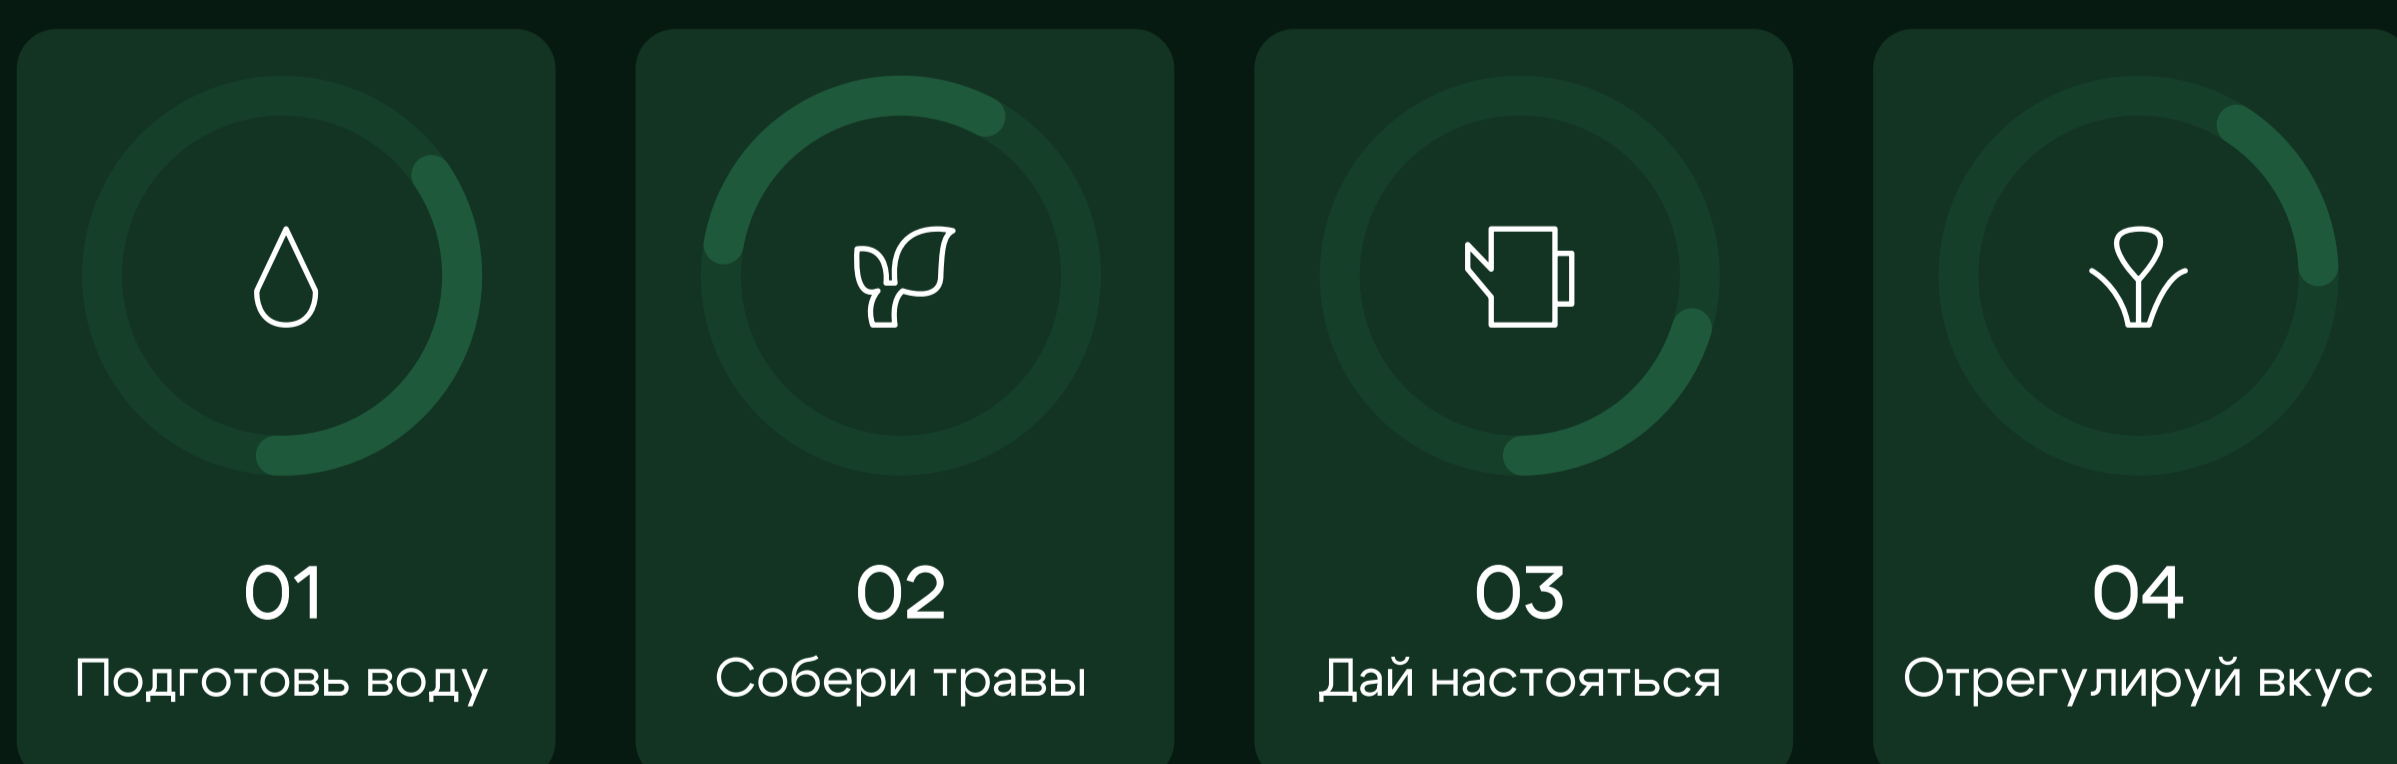 01
Подготовь воду
02
Собери травы
03
Дай настояться
04
Отрегулируй вкус